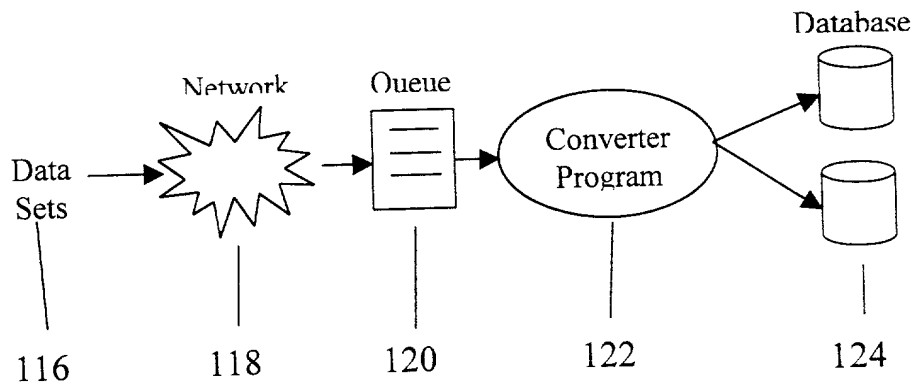 Database
Network
Queue
Converter
Program
Data
Sets
116
118
120
122
124